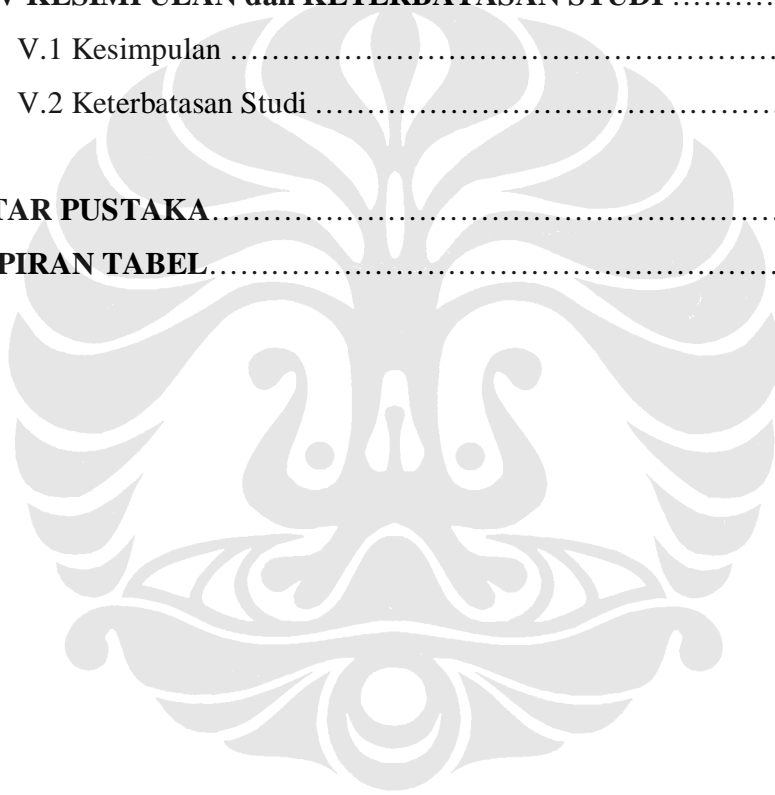 V KESIMPULAN dan KETERBATASAN STUDI ............
V.1 Kesimpulan ................................................................
V.2 Keterbatasan Studi .....................................................
TAR PUSTAKA................................................................
PIRAN TABEL................................................................